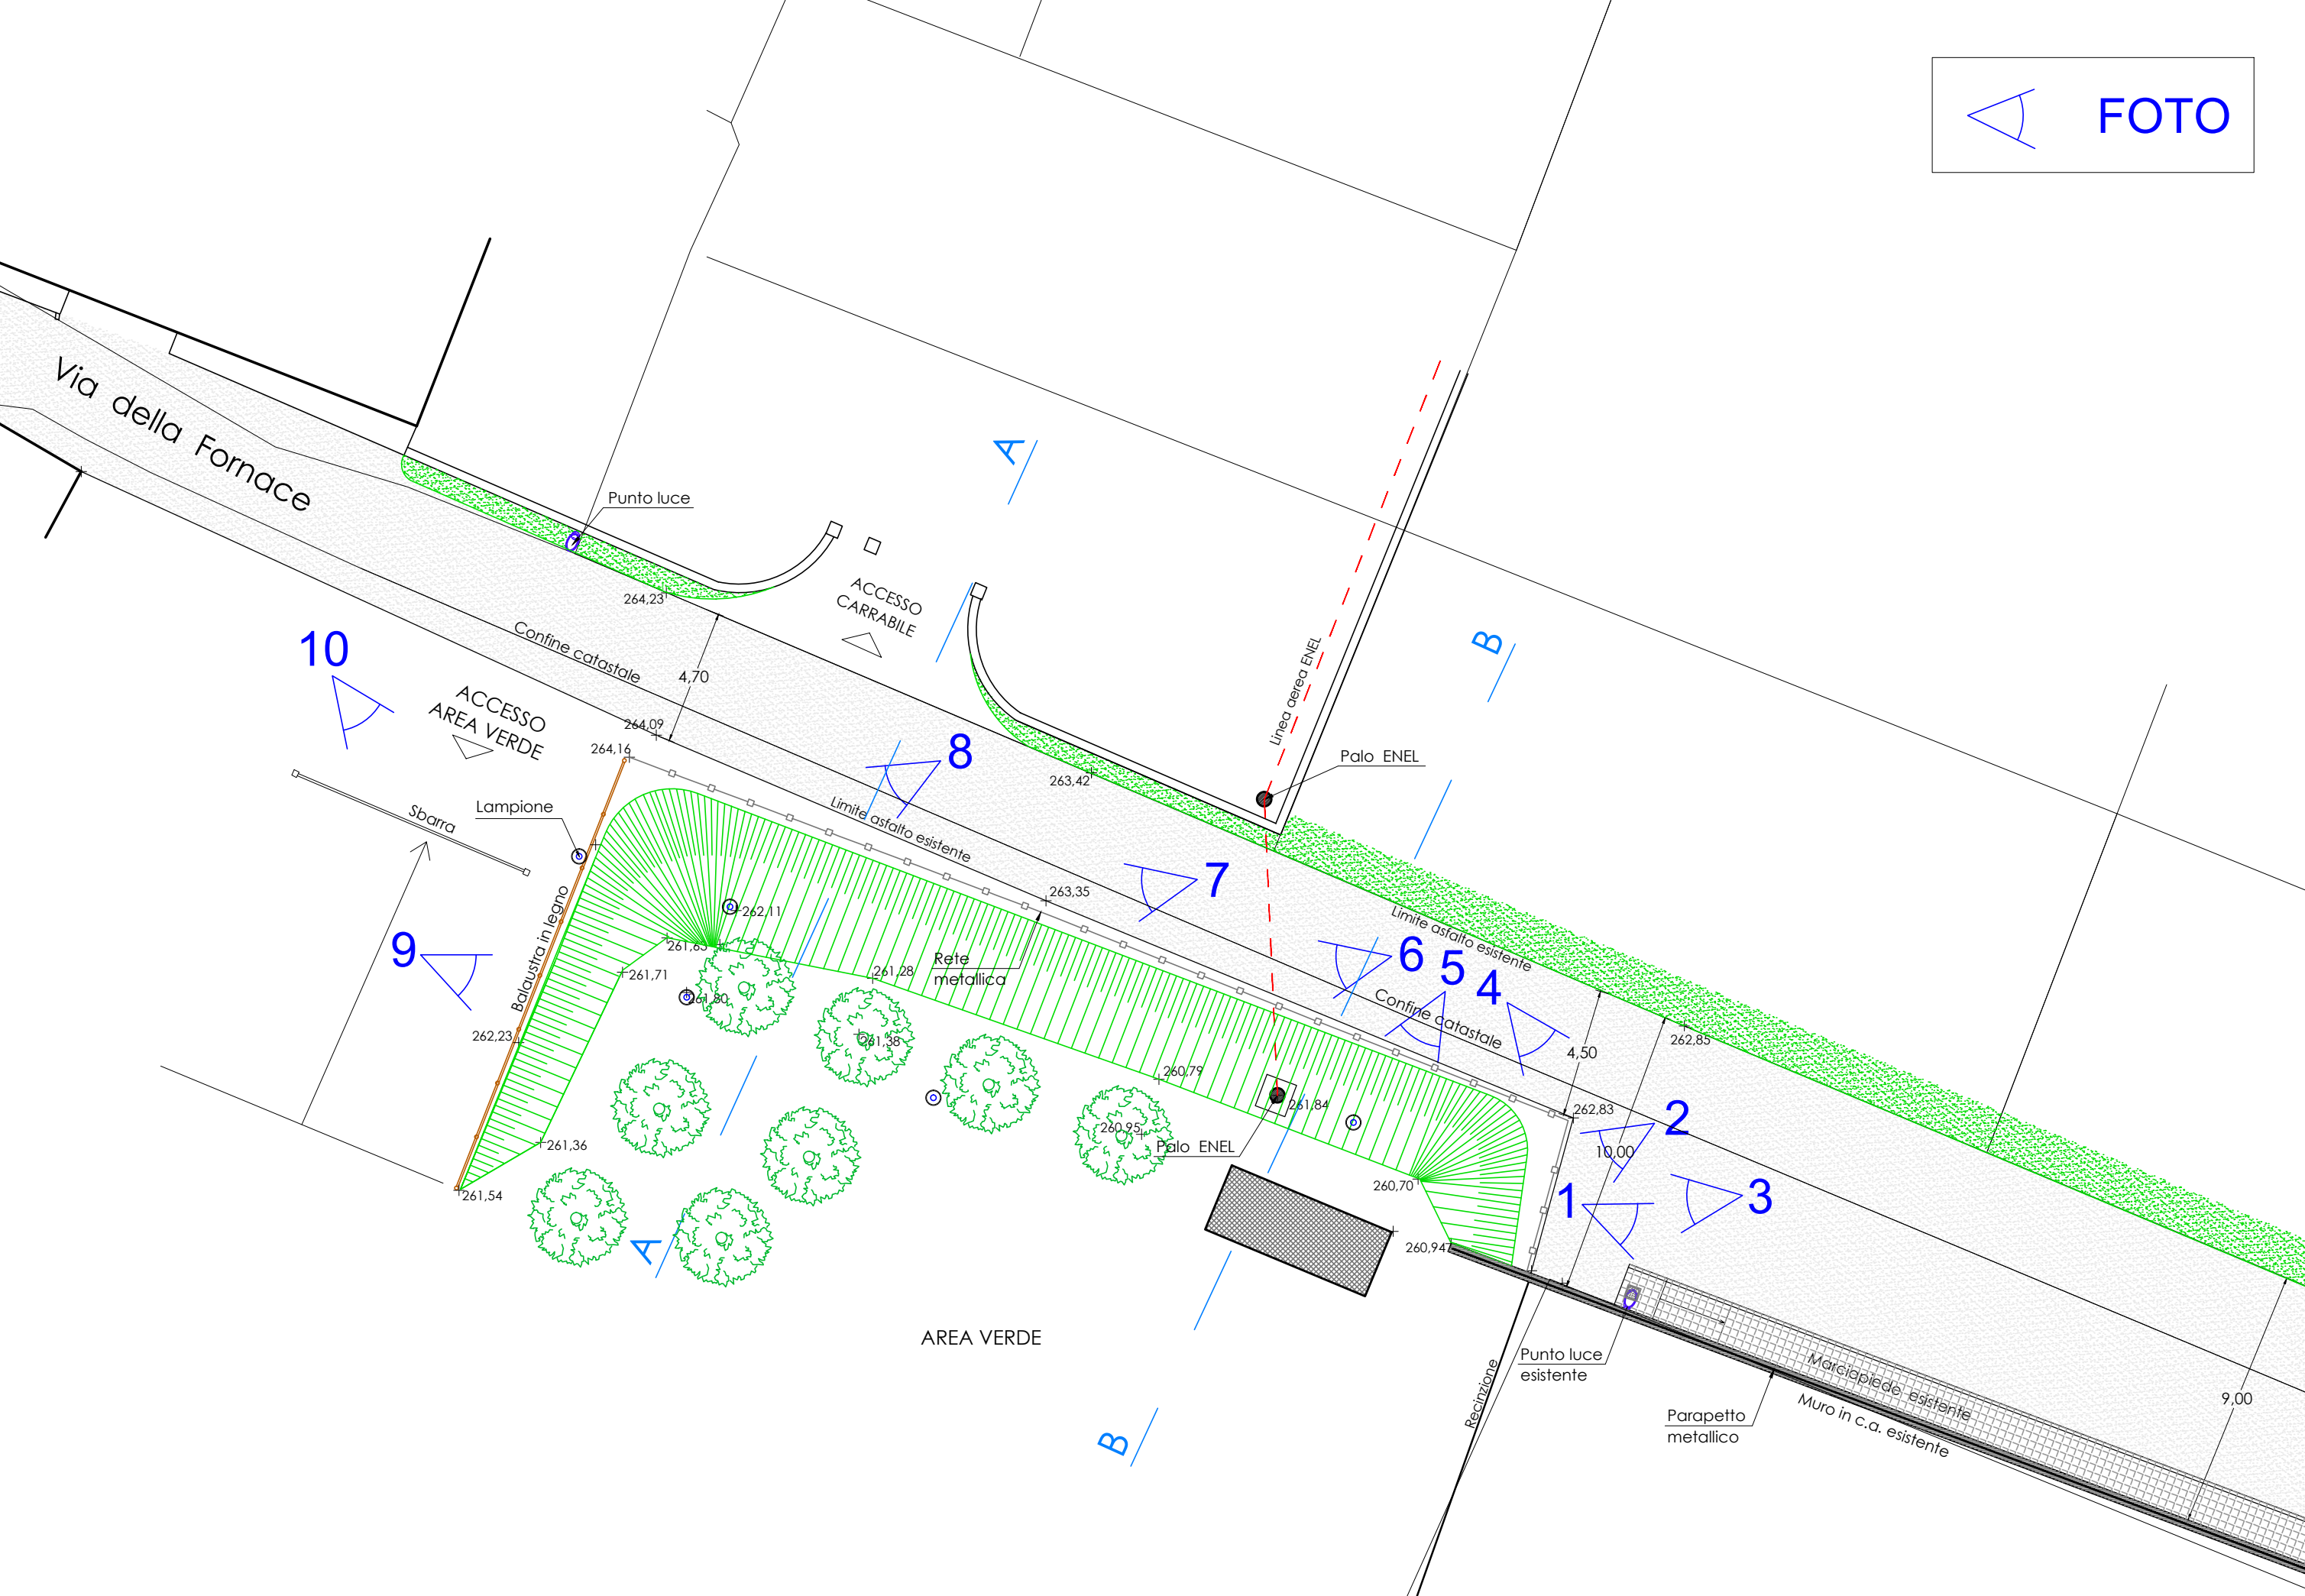 FOTO
Via della Fornace
A
Punto luce
ACCESSO
CARRABILE
264,23
B
Linea aerea ENEL
10
Confine catastale
4,70
ACCESSO
AREA VERDE
264,09
264,16
8
263,42
Palo ENEL
Lampione
Sbarra
Limite asfalto esistente
7
263,35
262,11
Balaustra in legno
9
261,63
261,71
Rete
metallica
261,28
261,80
Limite asfalto esistente
6
5
4
Confine catastale
262,23
261,38
4,50
262,85
260,79
261,84
262,83
2
260,95
Palo ENEL
10,00
261,36
261,54
260,70
1
3
A
260,947
AREA VERDE
Punto luce
esistente
Marciapiede esistente
Recinzione
Parapetto
metallico
Muro in c.a. esistente
9,00
B